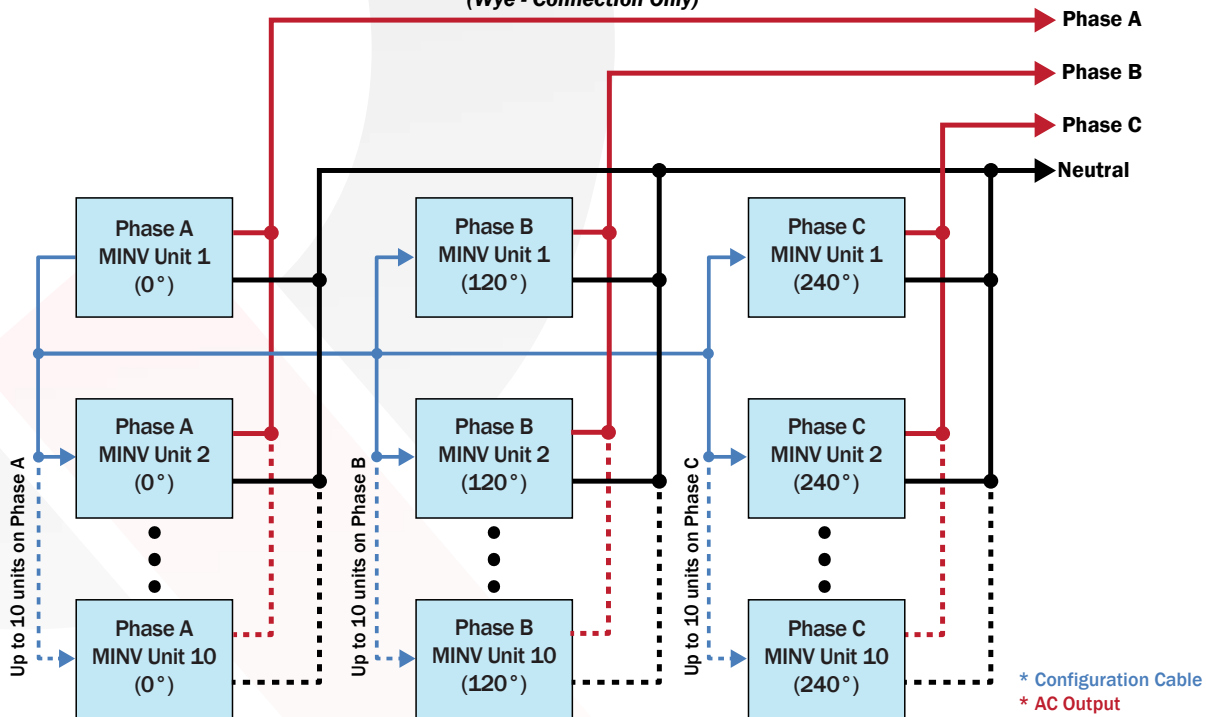 (Wye - Connection Only)
Phase A
Phase B
Phase C
Neutral
Phase A
MINV Unit 1
(0°)
Phase B
MINV Unit 1
(120°)
Phase C
MINV Unit 1
(240°)
Phase A
MINV Unit 2
(0°)
Phase B
MINV Unit 2
(120°)
Phase C
MINV Unit 2
(240°)
Up to 10 units on Phase A
Up to 10 units on Phase B
Up to 10 units on Phase C
Phase A
MINV Unit 10
(0°)
Phase B
MINV Unit 10
(120°)
Phase C
MINV Unit 10
(240°)
* Configuration Cable
* AC Output